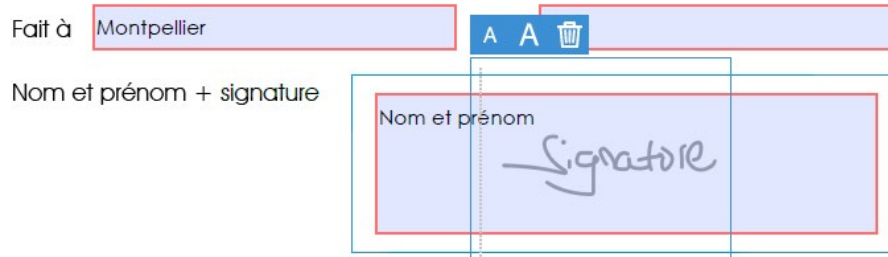 Fait à Montpellier
A A
Nom et prénom + signature
Nom et prénom
Signature